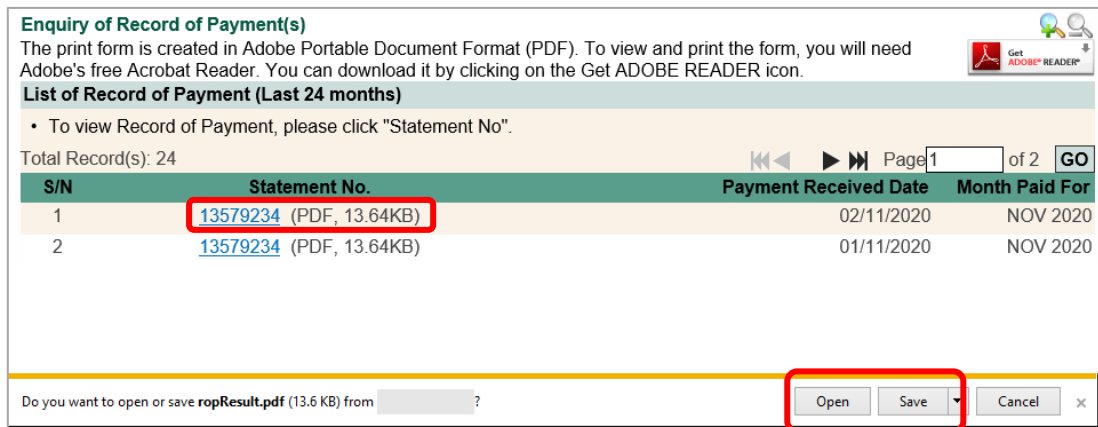 Enquiry of Record of Payment(s)
The print form is created in Adobe Portable Document Format (PDF). To view and print the form, you will need
Adobe's free Acrobat Reader. You can download it by clicking on the Get ADOBE READER icon.
Get
ADOBE® READER®
List of Record of Payment (Last 24 months)
• To view Record of Payment, please click "Statement No".
Total Record(s): 24 Page 1 of 2 GO
S/N Statement No. Payment Received Date Month Paid For
1 13579234 (PDF, 13.64KB) 02/11/2020 NOV 2020
2 13579234 (PDF, 13.64KB) 01/11/2020 NOV 2020
Do you want to open or save ropResult.pdf (13.6 KB) from ? Open Save Cancel ×